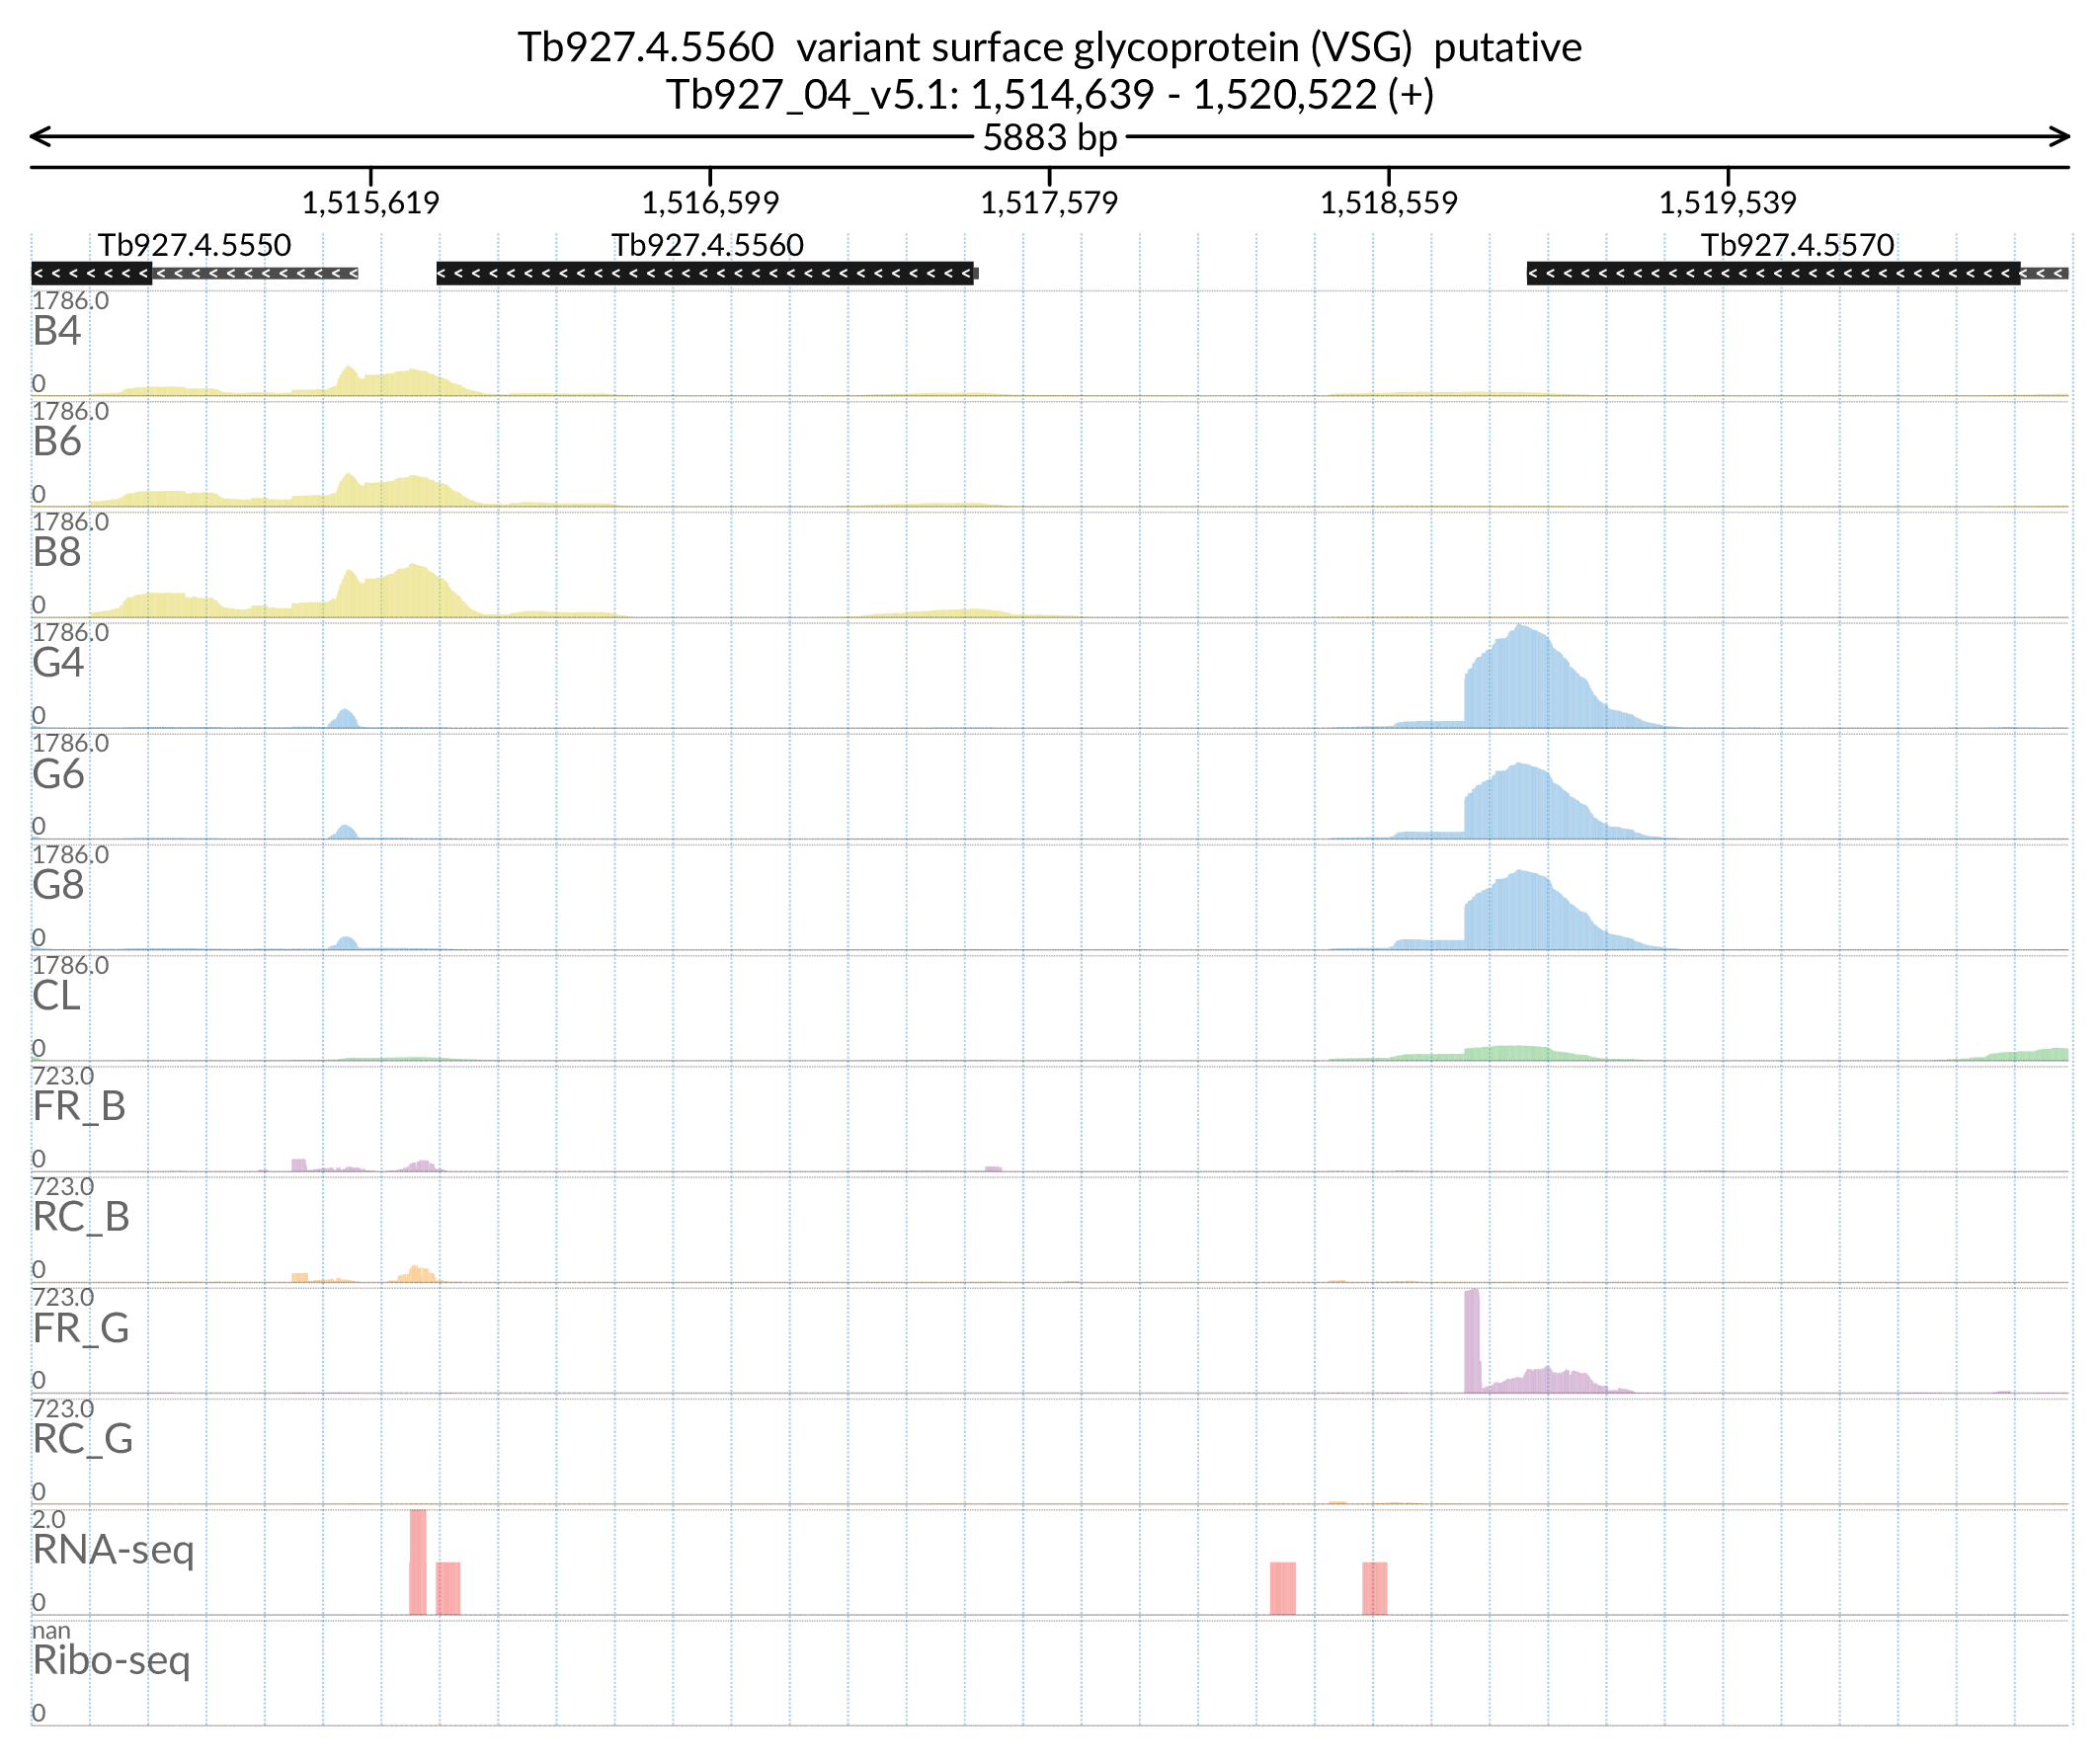 Tb927.4.5560  variant surface glycoprotein (VSG)  putative
Tb927_04_v5.1: 1,514,639 - 1,520,522 (+)
5883 bp
1,515,619 1,516,599 1,517,579 1,518,559 1,519,539
Tb927.4.5550 Tb927.4.5560 Tb927.4.5570
1786.0
B4
0
1786.0
B6
0
1786.0
B8
0
1786.0
G4
0
1786.0
G6
0
1786.0
G8
0
1786.0
CL
0
723.0
FR_B
0
723.0
RC_B
0
723.0
FR_G
0
723.0
RC_G
0
2.0
RNA-seq
0
nan
Ribo-seq
0